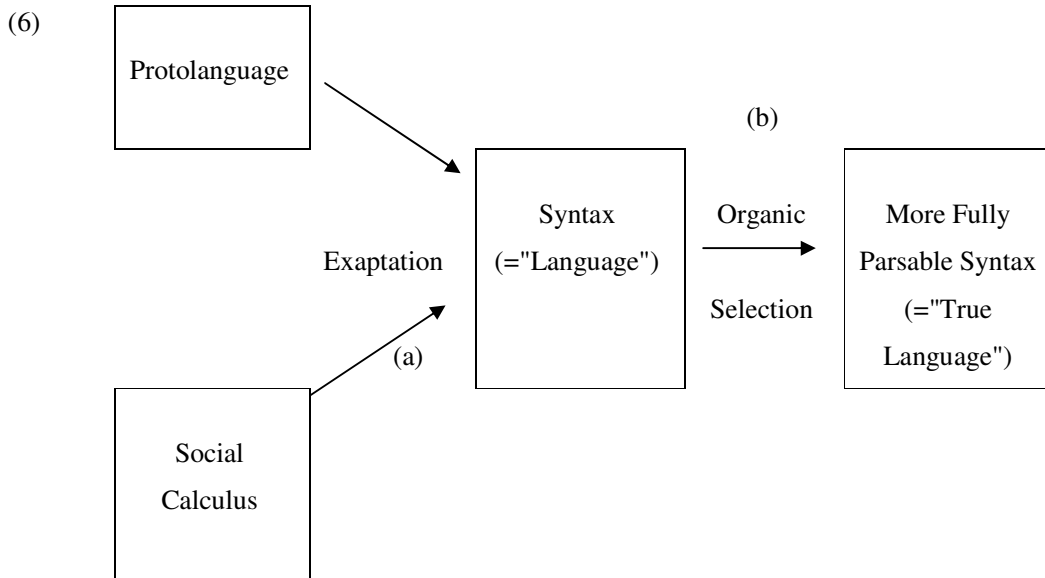 (6)
Protolanguage
(b)
Syntax
(="Language")
Organic
Selection
More Fully
Parsable Syntax
(="True
Language")
Exaptation
(a)
Social
Calculus